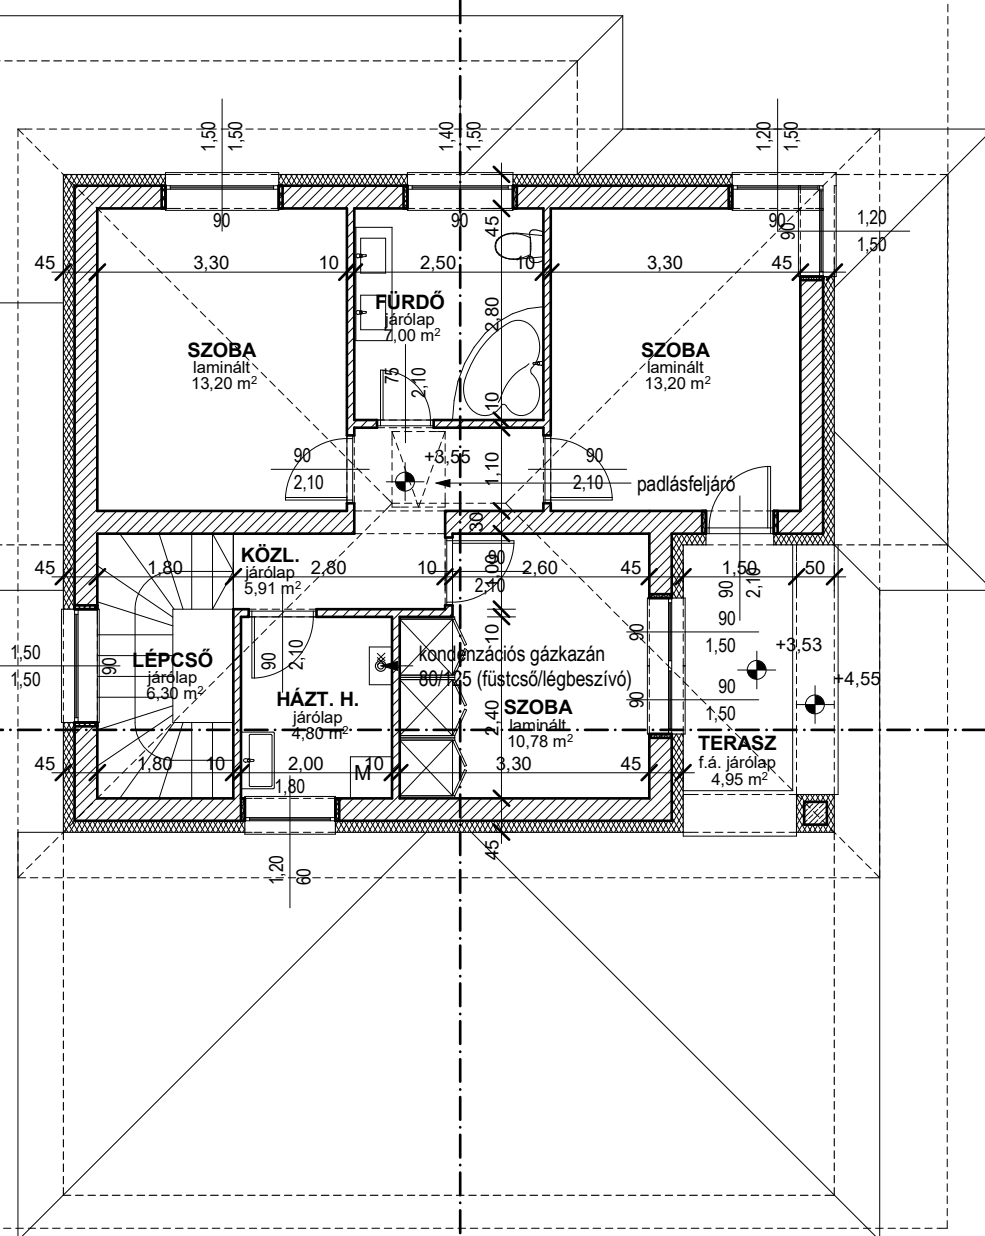 1,50
1,50
1,40
1,50
1,20
1,50
90
90
90
90
1,20
1,50
45
45
3,30
10
2,50
10
3,30
45
FÜRDŐ
járólap
7,00 m²
2,80
SZOBA
laminált
13,20 m²
SZOBA
laminált
13,20 m²
75
2,10
10
90
2,10
+3,55
1,10
90
2,10
padlásfeljáró
30
45
1,80
KÖZL.
járólap
5,91 m²
2,80
10
90
2,10
1,00
2,60
45
1,50
50
90
2,10
1,50
1,50
90
LÉPCSŐ
járólap
6,30 m²
90
2,10
10
kondenzációs gázkazán
80/125 (füstcső/légbeszívó)
90
90
90
1,50
90
1,50
+3,53
+4,55
HÁZT. H.
járólap
4,80 m²
2,40
SZOBA
laminált
10,78 m²
TERASZ
f.á. járólap
4,95 m²
45
1,80
10
2,00
M
10
3,30
45
1,80
45
1,20
60